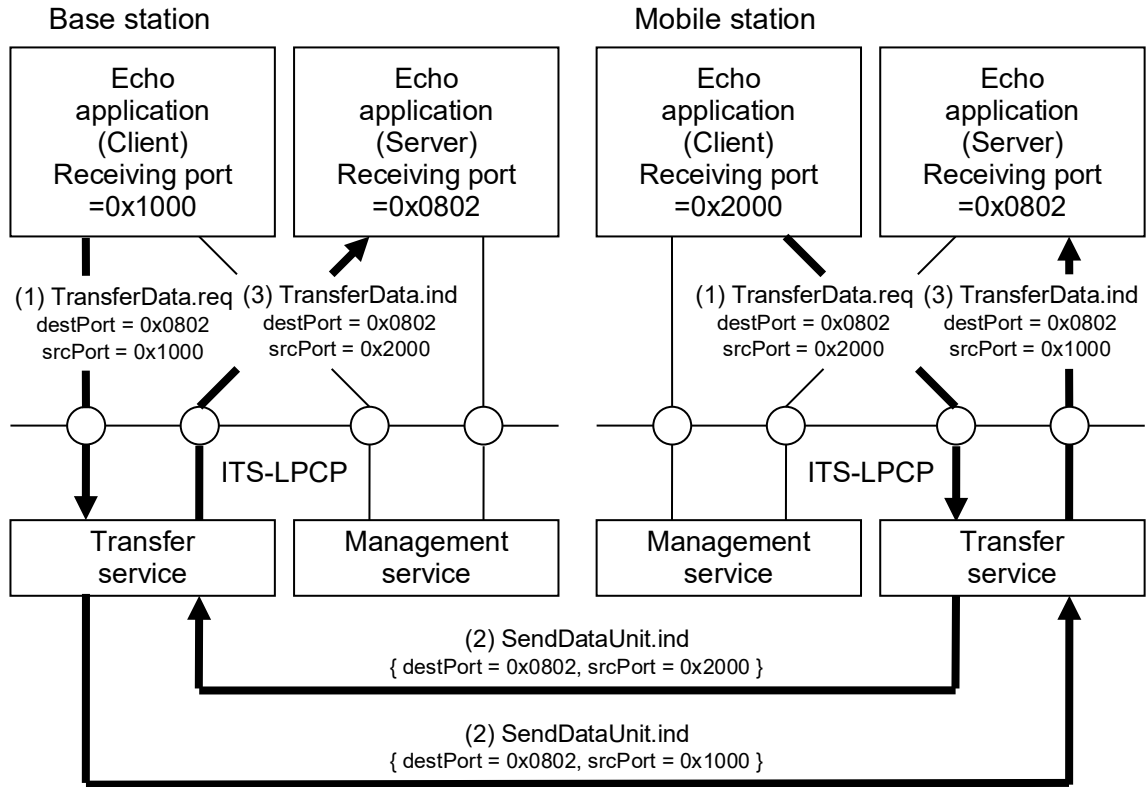 Base station
Mobile station
Echo
application
(Client)
Receiving port
=0x1000
Echo
application
(Server)
Receiving port
=0x0802
Echo
application
(Client)
Receiving port
=0x2000
Echo
application
(Server)
Receiving port
=0x0802
(1) TransferData.req
destPort = 0x0802
srcPort = 0x1000
(3) TransferData.ind
destPort = 0x0802
srcPort = 0x2000
(1) TransferData.req
destPort = 0x0802
srcPort = 0x2000
(3) TransferData.ind
destPort = 0x0802
srcPort = 0x1000
ITS-LPCP
ITS-LPCP
Transfer
service
Management
service
Management
service
Transfer
service
(2) SendDataUnit.ind
{ destPort = 0x0802, srcPort = 0x2000 }
(2) SendDataUnit.ind
{ destPort = 0x0802, srcPort = 0x1000 }